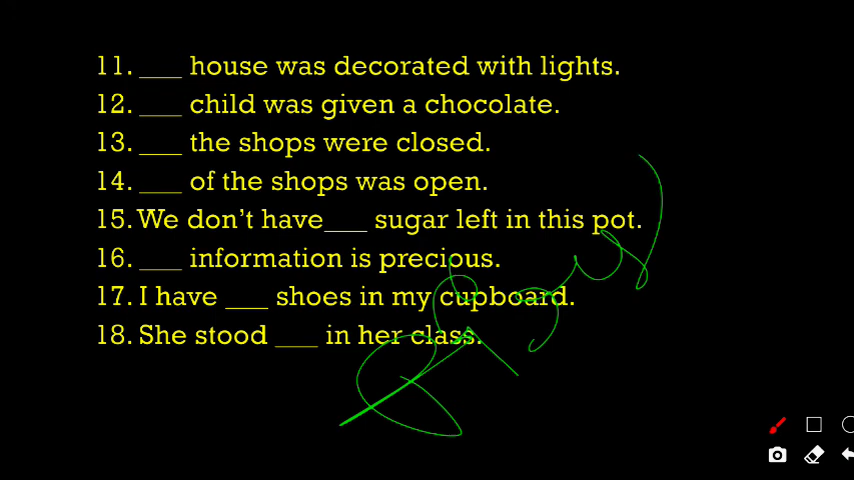 11. ___ house was decorated with lights.
12. ___ child was given a chocolate.
13. ___ the shops were closed.
14. ___ of the shops was open.
15. We don't have___ sugar left in this pot.
16. ___ information is precious.
17. I have ___ shoes in my cupboard.
18. She stood ___ in her class.